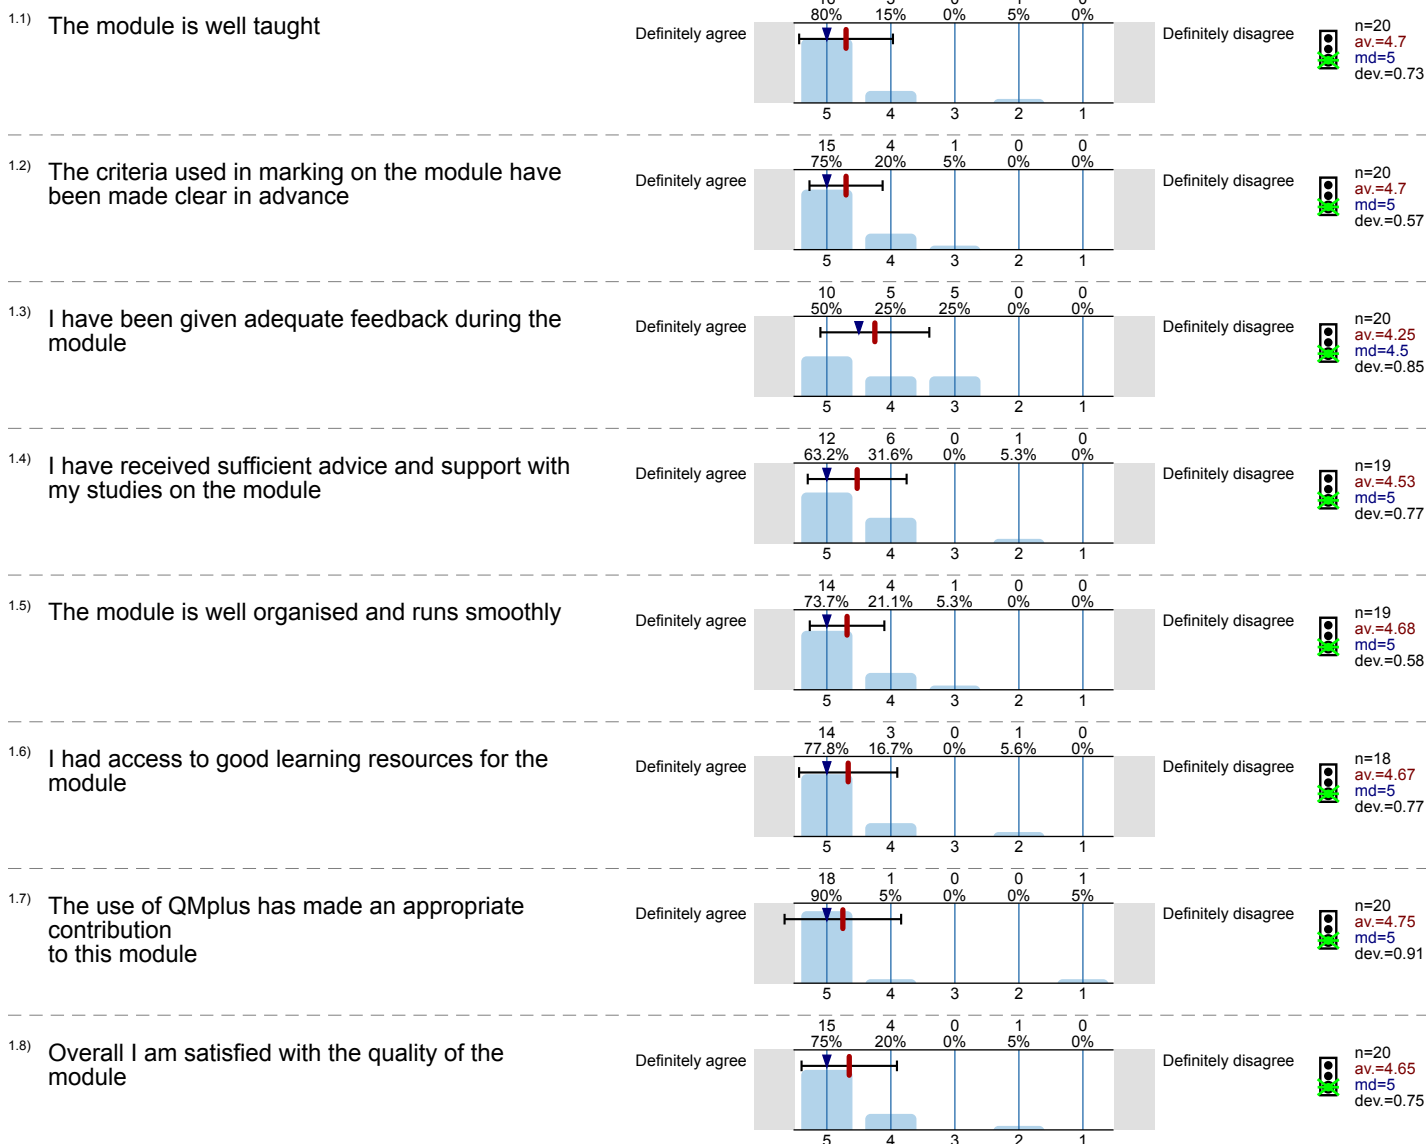 16 3 0 1 0
80% 15% 0% 5% 0%
1.1) The module is well taught
Definitely agree
Definitely disagree
n=20
av.=4.7
md=5
dev.=0.73
5 4 3 2 1
15 4 1 0 0
75% 20% 5% 0% 0%
1.2) The criteria used in marking on the module have
been made clear in advance
Definitely agree
Definitely disagree
n=20
av.=4.7
md=5
dev.=0.57
5 4 3 2 1
10 5 5 0 0
50% 25% 25% 0% 0%
1.3) I have been given adequate feedback during the
module
Definitely agree
Definitely disagree
n=20
av.=4.25
md=4.5
dev.=0.85
5 4 3 2 1
12 6 0 1 0
63.2% 31.6% 0% 5.3% 0%
1.4) I have received sufficient advice and support with
my studies on the module
Definitely agree
Definitely disagree
n=19
av.=4.53
md=5
dev.=0.77
5 4 3 2 1
14 4 1 0 0
73.7% 21.1% 5.3% 0% 0%
1.5) The module is well organised and runs smoothly
Definitely agree
Definitely disagree
n=19
av.=4.68
md=5
dev.=0.58
5 4 3 2 1
14 3 0 1 0
77.8% 16.7% 0% 5.6% 0%
1.6) I had access to good learning resources for the
module
Definitely agree
Definitely disagree
n=18
av.=4.67
md=5
dev.=0.77
5 4 3 2 1
18 1 0 0 1
90% 5% 0% 0% 5%
1.7) The use of QMplus has made an appropriate
contribution
to this module
Definitely agree
Definitely disagree
n=20
av.=4.75
md=5
dev.=0.91
5 4 3 2 1
15 4 0 1 0
75% 20% 0% 5% 0%
1.8) Overall I am satisfied with the quality of the
module
Definitely agree
Definitely disagree
n=20
av.=4.65
md=5
dev.=0.75
5 4 3 2 1